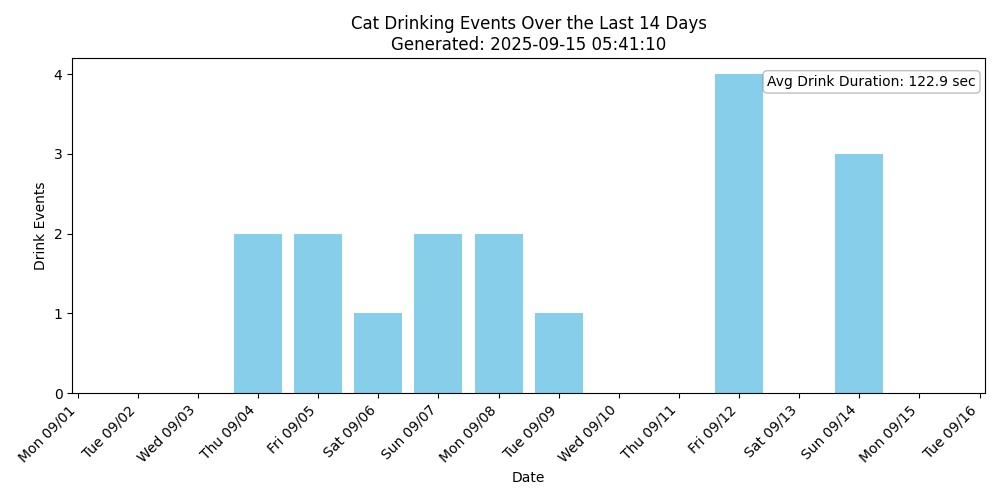 Cat Drinking Events Over the Last 14 Days
Generated: 2025-09-15 05:41:10
Avg Drink Duration: 122.9 sec
Drink Events
4
3
2
1
0
Mon 09/01
Tue 09/02
Wed 09/03
Thu 09/04
Fri 09/05
Sat 09/06
Sun 09/07
Mon 09/08
Tue 09/09
Wed 09/10
Thu 09/11
Fri 09/12
Sat 09/13
Sun 09/14
Mon 09/15
Tue 09/16
Date